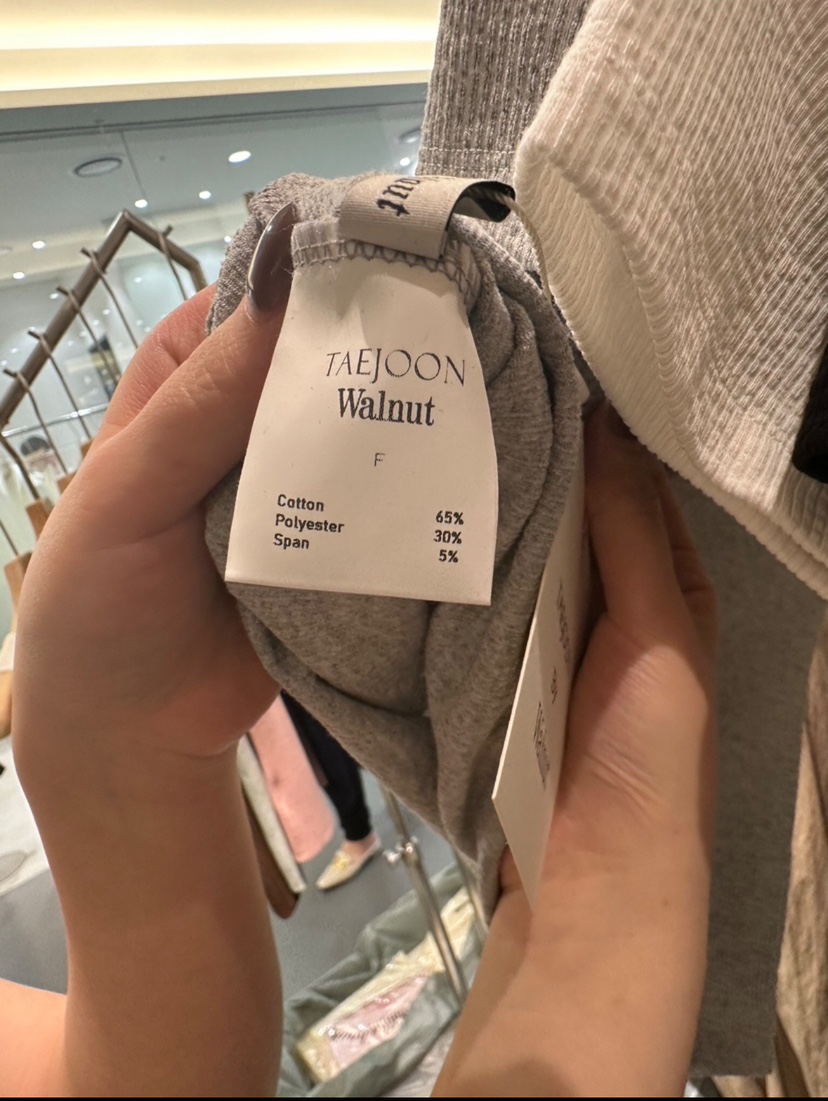 TAEJOON
Walnut
F
Cotton 65%
Polyester 30%
Span 5%